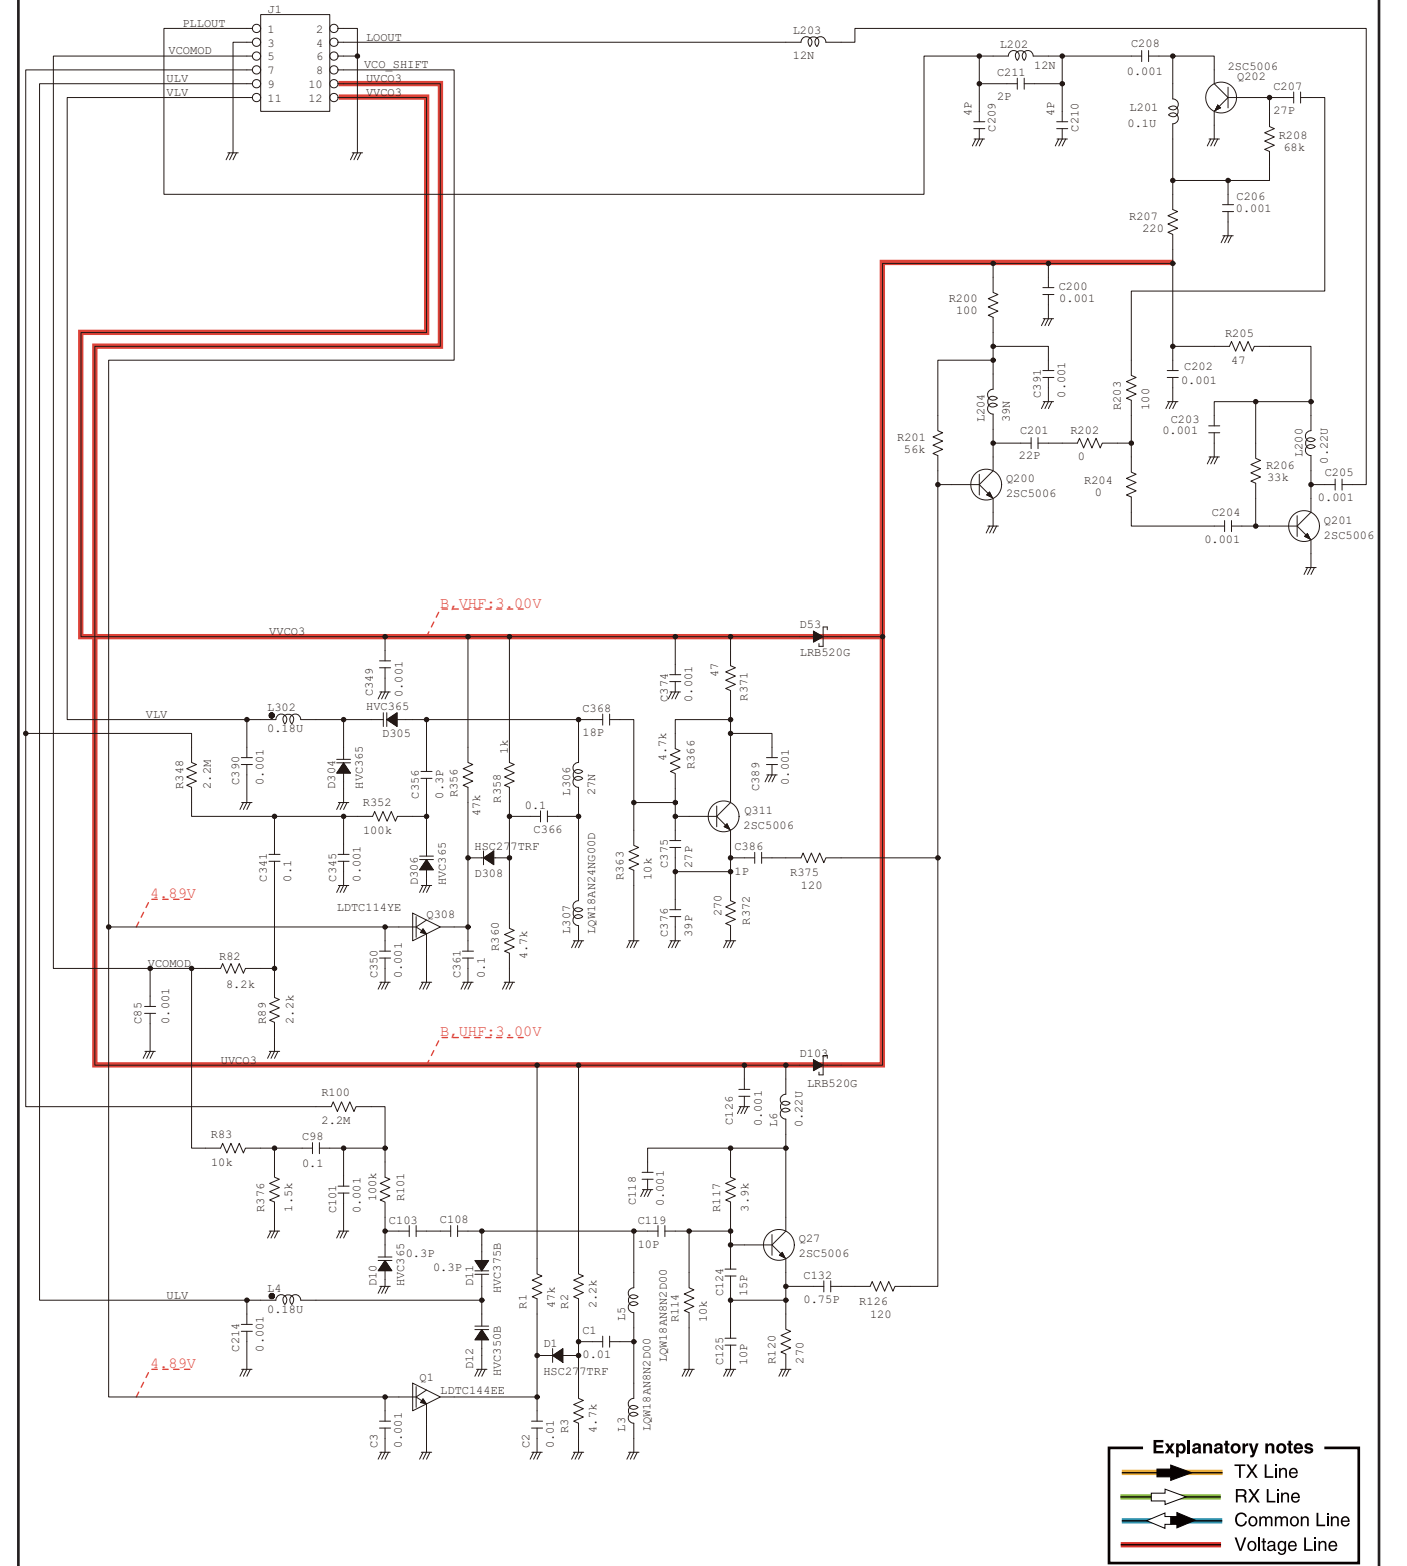 J1
PLLOUT
1
2
3
4
LOOUT
VCOMOD
5
6
7
8
VCO_SHIFT
ULV
9
10
UVCO3
VLV
11
12
VVCO3
L203
12N
L202
12N
C211
2P
4P
C209
4P
C210
C208
0.001
2SC5006
Q202
C207
27P
L201
0.1U
R208
68k
C206
0.001
R207
220
R200
100
C200
0.001
C391
0.001
L204
39N
R201
56k
C201
22P
R202
0
R203
100
R204
0
Q200
2SC5006
C202
0.001
R205
47
C203
0.001
R206
33k
L200
0.22U
C205
0.001
C204
0.001
Q201
2SC5006
B.VHF:3.00V
VVCO3
D53
LRB520G
C349
0.001
C374
0.001
47
R371
VLV
L302
0.18U
HVC365
D305
C368
18P
R348
2.2M
C390
0.001
D304
HVC365
C356
0.3P
R356
47k
R358
1k
L306
27N
4.7k
R366
C389
0.001
R352
100k
0.1
C366
Q311
2SC5006
C341
0.1
C345
0.001
D306
HVC365
HSC277TRF
D308
R363
10k
C375
27P
C386
1P
R375
120
4.89V
LDTC114YE
Q308
L307
LQW18AN24NG00D
C376
39P
270
R372
C350
0.001
C361
0.1
R360
4.7k
VCOMOD
R82
8.2k
C85
0.001
R89
2.2k
B.UHF:3.00V
UVCO3
D103
LRB520G
R100
2.2M
C126
0.001
L6
0.22U
R83
10k
C98
0.1
R376
1.5k
C101
0.001
100k
R101
C118
0.001
R117
3.9k
C103
0.3P
C108
0.3P
C119
10P
Q27
2SC5006
D10
HVC365
D11
HVC375B
R1
47k
R2
2.2k
L5
LQW18AN8N2D00
R114
10k
C124
15P
C132
0.75P
R126
120
ULV
L4
0.18U
C214
0.001
D12
HVC350B
C1
0.01
D1
HSC277TRF
C125
10P
R120
270
4.89V
Q1
LDTC144EE
L3
LQW18AN8N2D00
C3
0.001
C2
0.01
R3
4.7k
Explanatory notes
TX Line
RX Line
Common Line
Voltage Line